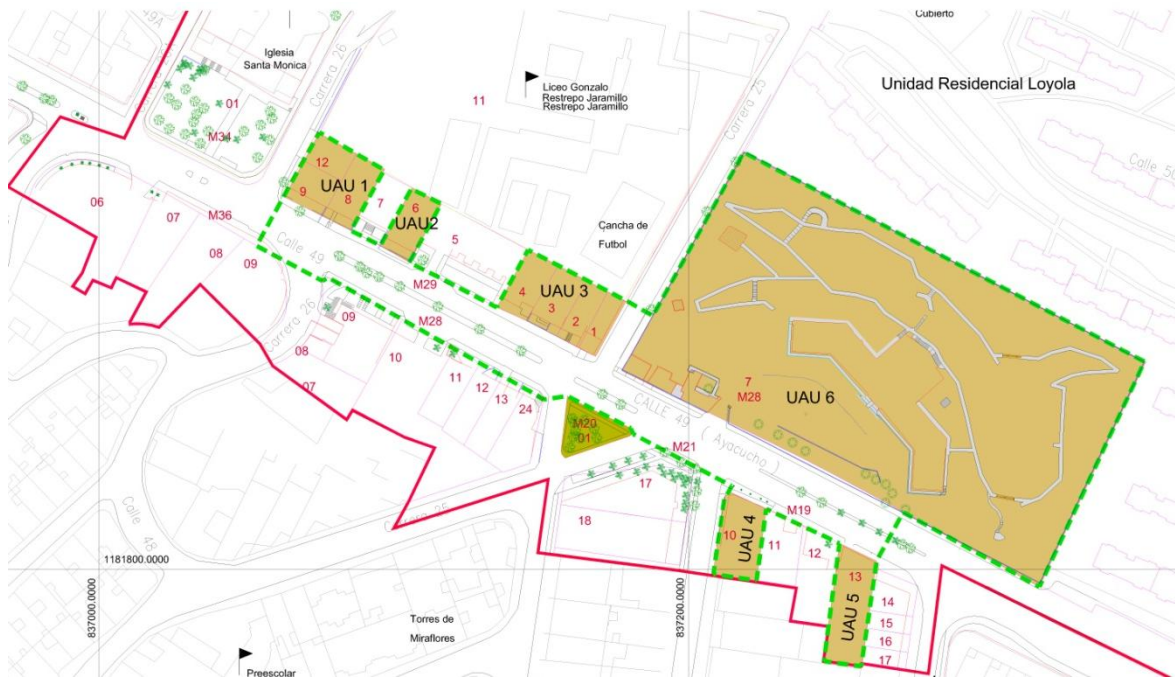 Cubierto
49A
Iglesia
Santa Monica
Carrera 26
Liceo Gonzalo
Restrepo Jaramillo
Restrepo Jaramillo
11
Carrera 25
Unidad Residencial Loyola
01
M34
12
UAU 1
9
8
7
6
UAU2
5
Cancha de
Futbol
06
07
M36
08
09
Calle 49
M29
M28
4
UAU 3
3
2
1
Carrera 26
09
08
07
10
11
12
13
24
M20
01
CALLE 49 ( Ayacucho )
7
M28
UAU 6
M21
17
18
M19
10
UAU 4
11
12
13
UAU 5
14
15
16
17
Calle 48
1181800.0000
837000.0000
837200.0000
Torres de
Miraflores
Preescolar